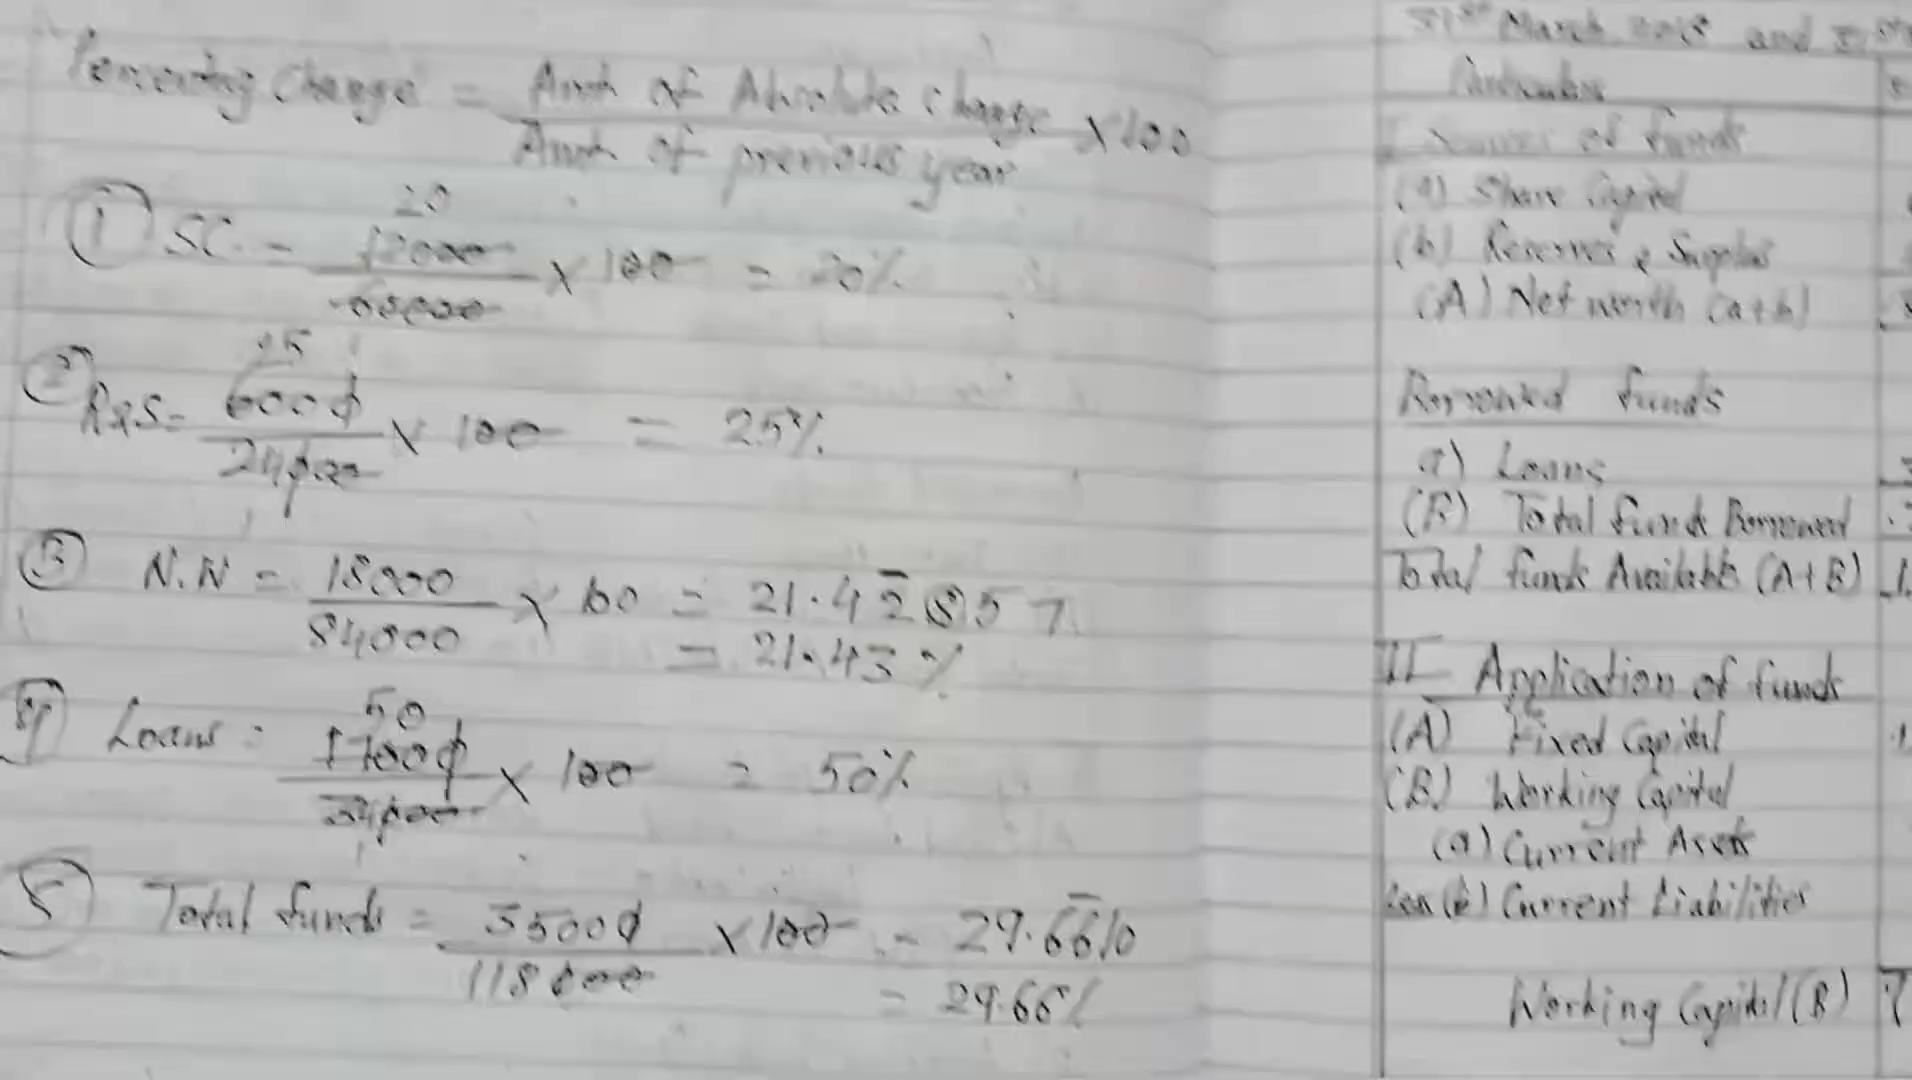 Percentage Change = Amt of Absolute change / Amt of previous year × 100
① SC. = 12000 / 60000 × 100 = 20%
20
② R&S = 6000 / 24000 × 100 = 25%
25
③ N.W = 18000 / 84000 × 100 = 21.42857
= 21.43%
④ Loans = 17000 / 34000 × 100 = 50%
50
⑤ Total funds = 35000 / 118000 × 100 = 29.6610
= 29.66%
31st March 2018 and 31st
Particulars
I Sources of funds
(a) Share Capital
(b) Reserves & Surplus
(A) Net worth (a+b)
Borrowed funds
a) Loans
(B) Total funds Borrowed
Total funds Available (A+B)
II Application of funds
(A) Fixed Capital
(B) Working Capital
(a) Current Assets
Less (b) Current Liabilities
Working Capital (B)